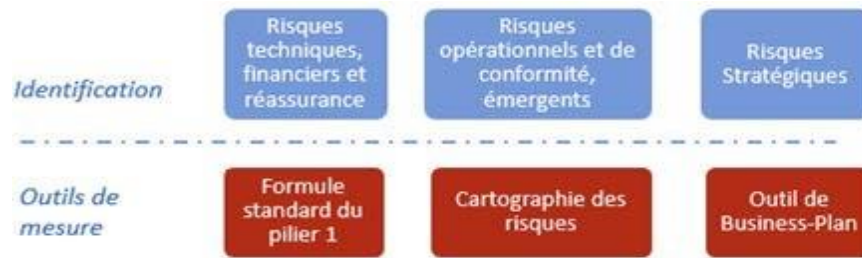 Identification
Risques
techniques,
financiers et
réassurance
Risques
opérationnels et de
conformité,
émergents
Risques
Stratégiques
Outils de
mesure
Formule
standard du
pilier 1
Cartographie des
risques
Outil de
Business-Plan